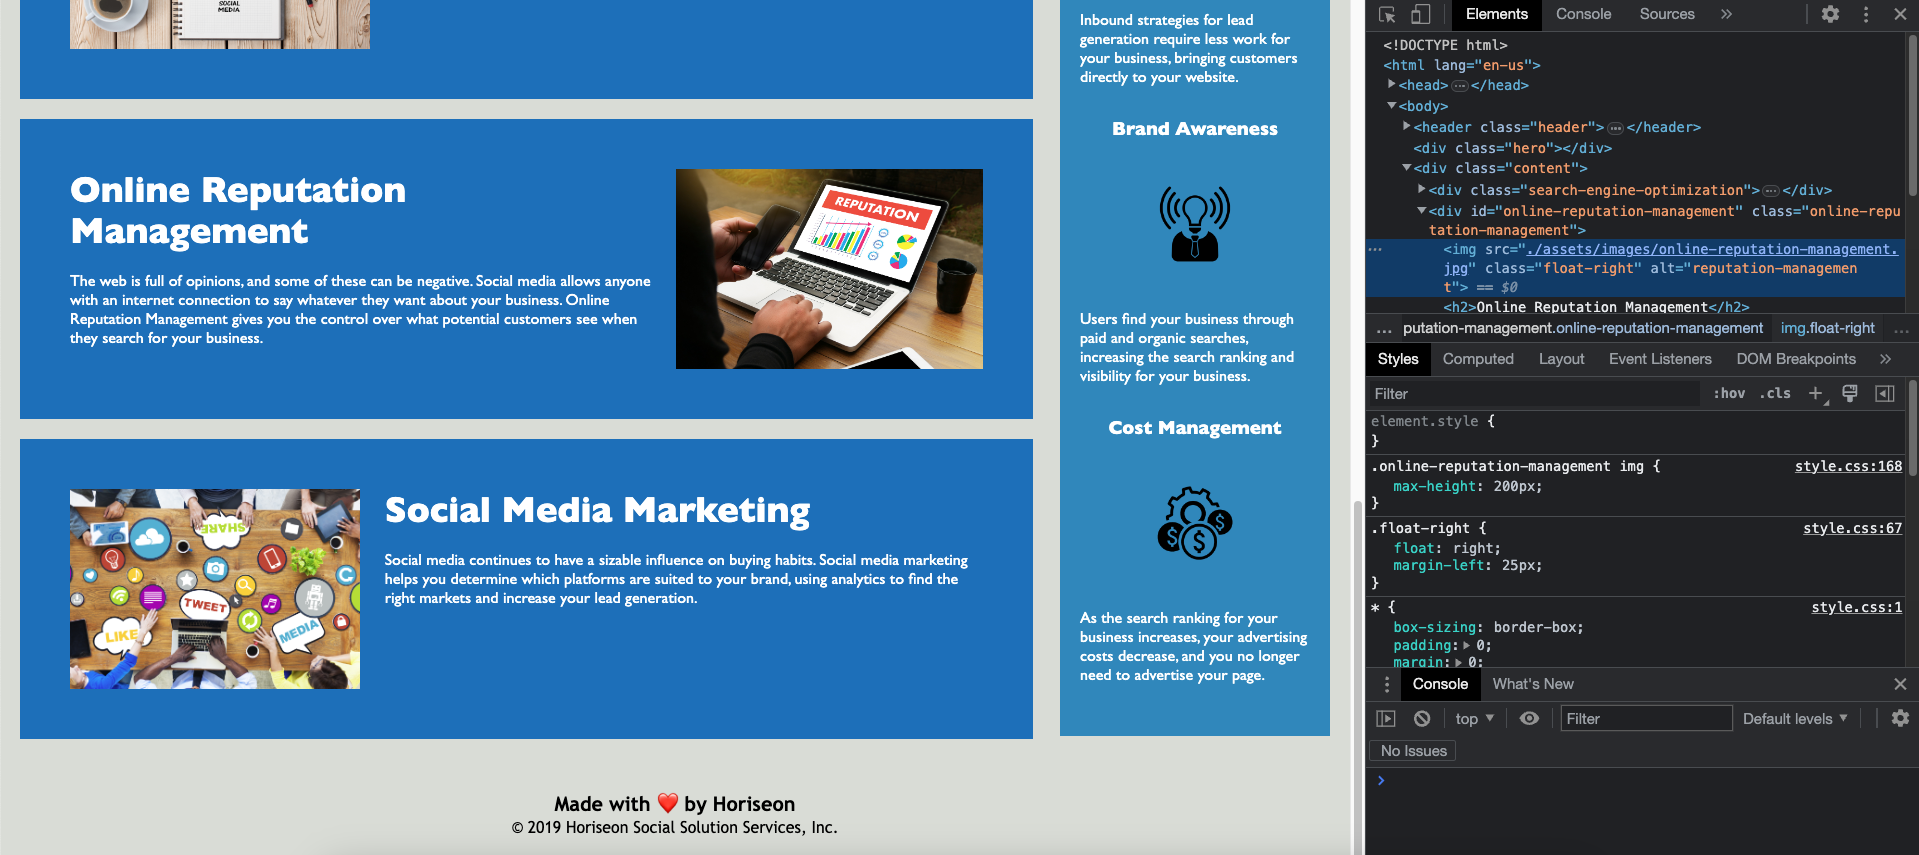 SOCIAL
MEDIA
Online Reputation
Management
The web is full of opinions, and some of these can be negative. Social media allows anyone
with an internet connection to say whatever they want about your business. Online
Reputation Management gives you the control over what potential customers see when
they search for your business.
REPUTATION
SHARE
TWEET
LIKE
MEDIA
Social Media Marketing
Social media continues to have a sizable influence on buying habits. Social media marketing
helps you determine which platforms are suited to your brand, using analytics to find the
right markets and increase your lead generation.
Inbound strategies for lead
generation require less work for
your business, bringing customers
directly to your website.
Brand Awareness
Users find your business through
paid and organic searches,
increasing the search ranking and
visibility for your business.
Cost Management
$ $ $
As the search ranking for your
business increases, your advertising
costs decrease, and you no longer
need to advertise your page.
Made with ❤️ by Horiseon
© 2019 Horiseon Social Solution Services, Inc.
Elements Console Sources »
<!DOCTYPE html>
<html lang="en-us">
<head>…</head>
<body>
<header class="header">…</header>
<div class="hero"></div>
<div class="content">
<div class="search-engine-optimization">…</div>
<div id="online-reputation-management" class="online-repu
tation-management">
… <img src="./assets/images/online-reputation-management.
jpg" class="float-right" alt="reputation-managemen
t"> == $0
<h2>Online Reputation Management</h2>
… putation-management.online-reputation-management img.float-right …
Styles Computed Layout Event Listeners DOM Breakpoints »
Filter :hov .cls +
element.style {
}
.online-reputation-management img { style.css:168
max-height: 200px;
}
.float-right { style.css:67
float: right;
margin-left: 25px;
}
* { style.css:1
box-sizing: border-box;
padding: 0;
margin: 0;
Console What's New
top Filter Default levels
No Issues